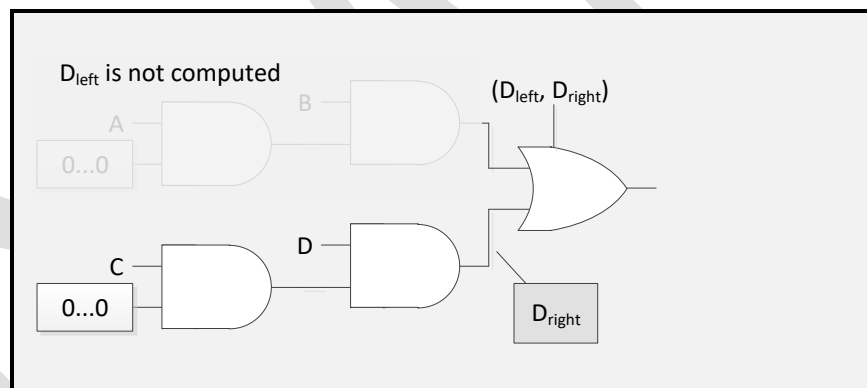 D_left is not computed
(D_left, D_right)
B
A
0...0
D
C
0...0
D_right